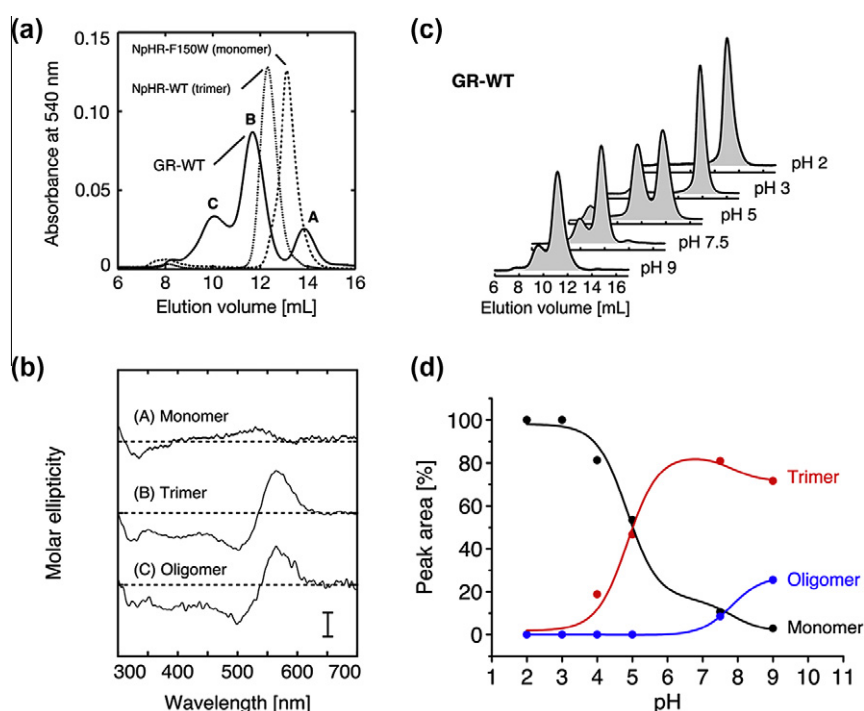 (a)
0.15
0.10
0.05
0
Absorbance at 540 nm
NpHR-F150W (monomer)
NpHR-WT (trimer)
GR-WT
B
C
A
6 8 10 12 14 16
Elution volume [mL]
(c)
GR-WT
pH 2
pH 3
pH 5
pH 7.5
pH 9
6 8 10 12 14 16
Elution volume [mL]
(b)
Molar ellipticity
(A) Monomer
(B) Trimer
(C) Oligomer
300 400 500 600 700
Wavelength [nm]
(d)
100
80
60
40
20
0
Peak area [%]
Trimer
Oligomer
Monomer
1 2 3 4 5 6 7 8 9 10 11
pH